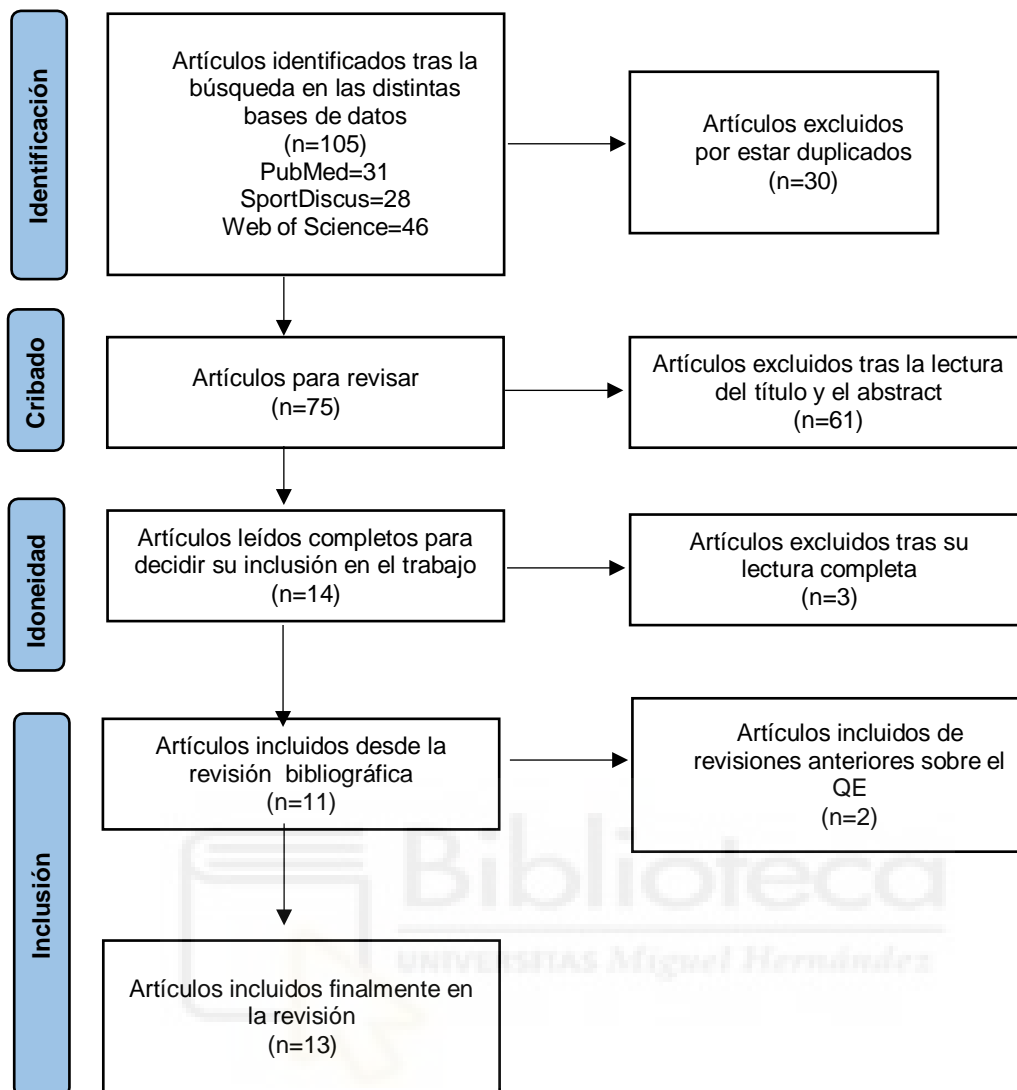 Identificación
Artículos identificados tras la
búsqueda en las distintas
bases de datos
(n=105)
PubMed=31
SportDiscus=28
Web of Science=46
Artículos excluidos
por estar duplicados
(n=30)
Cribado
Artículos para revisar
(n=75)
Artículos excluidos tras la lectura
del título y el abstract
(n=61)
Idoneidad
Artículos leídos completos para
decidir su inclusión en el trabajo
(n=14)
Artículos excluidos tras su
lectura completa
(n=3)
Inclusión
Artículos incluidos desde la
revisión bibliográfica
(n=11)
Artículos incluidos de
revisiones anteriores sobre el
QE
(n=2)
Biblioteca
UNIVERSITAS Miguel Hernández
Artículos incluidos finalmente en
la revisión
(n=13)